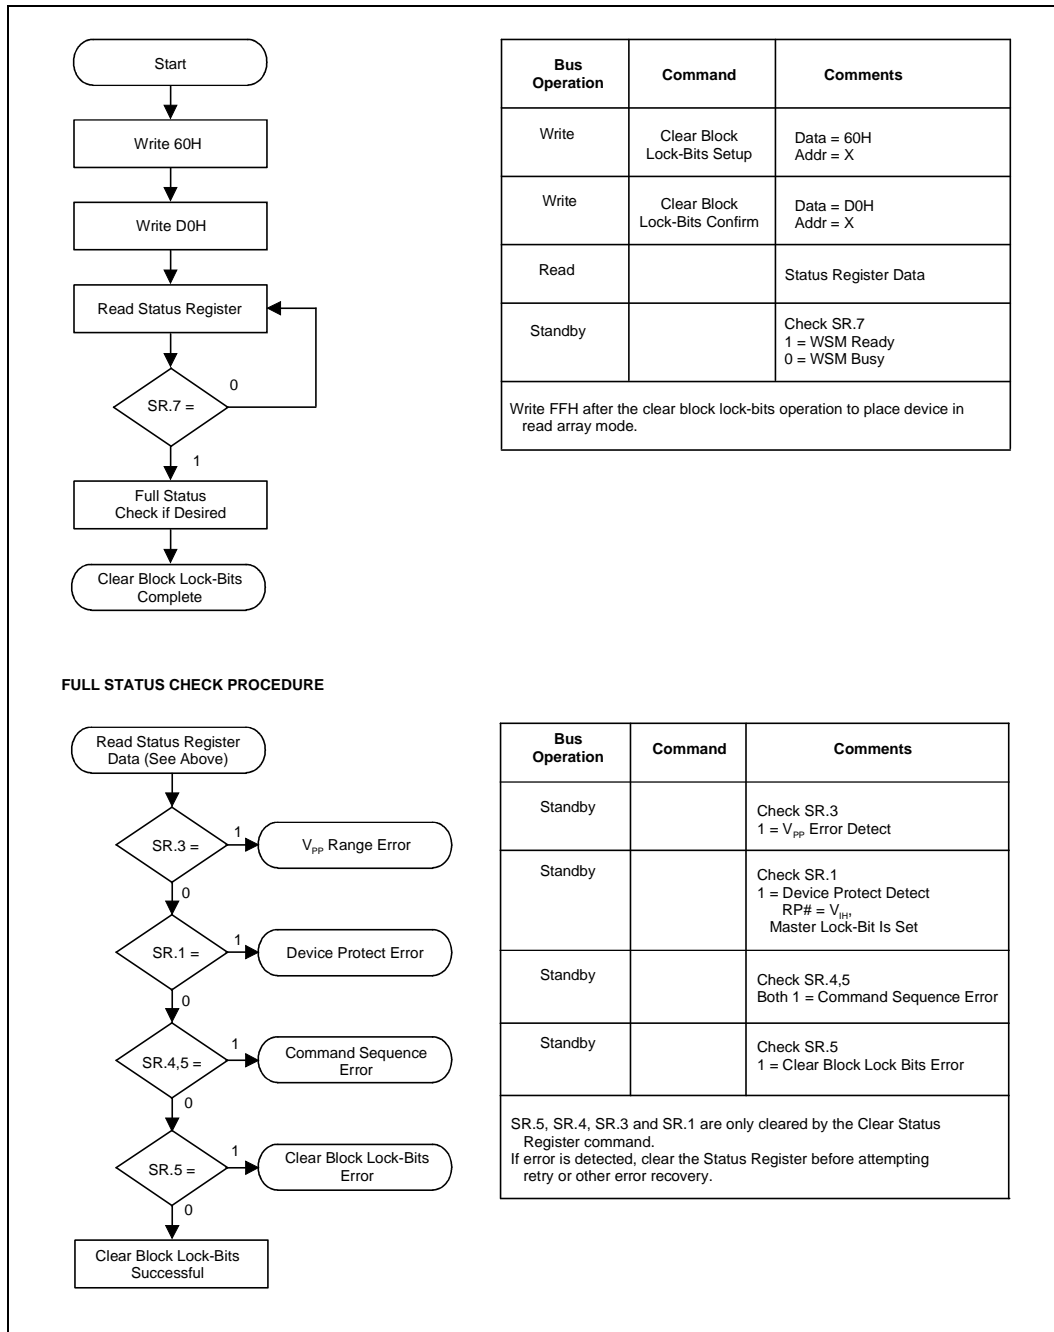 Start
Write 60H
Write D0H
Read Status Register
0
SR.7 =
1
Full Status
Check if Desired
Clear Block Lock-Bits
Complete
Bus
Operation
Command
Comments
Write
Clear Block
Lock-Bits Setup
Data = 60H
Addr = X
Write
Clear Block
Lock-Bits Confirm
Data = D0H
Addr = X
Read
Status Register Data
Standby
Check SR.7
1 = WSM Ready
0 = WSM Busy
Write FFH after the clear block lock-bits operation to place device in
read array mode.
FULL STATUS CHECK PROCEDURE
Read Status Register
Data (See Above)
SR.3 =
1
VPP Range Error
0
SR.1 =
1
Device Protect Error
0
SR.4,5 =
1
Command Sequence
Error
0
SR.5 =
1
Clear Block Lock-Bits
Error
0
Clear Block Lock-Bits
Successful
Bus
Operation
Command
Comments
Standby
Check SR.3
1 = VPP Error Detect
Standby
Check SR.1
1 = Device Protect Detect
RP# = VIH,
Master Lock-Bit Is Set
Standby
Check SR.4,5
Both 1 = Command Sequence Error
Standby
Check SR.5
1 = Clear Block Lock Bits Error
SR.5, SR.4, SR.3 and SR.1 are only cleared by the Clear Status
Register command.
If error is detected, clear the Status Register before attempting
retry or other error recovery.